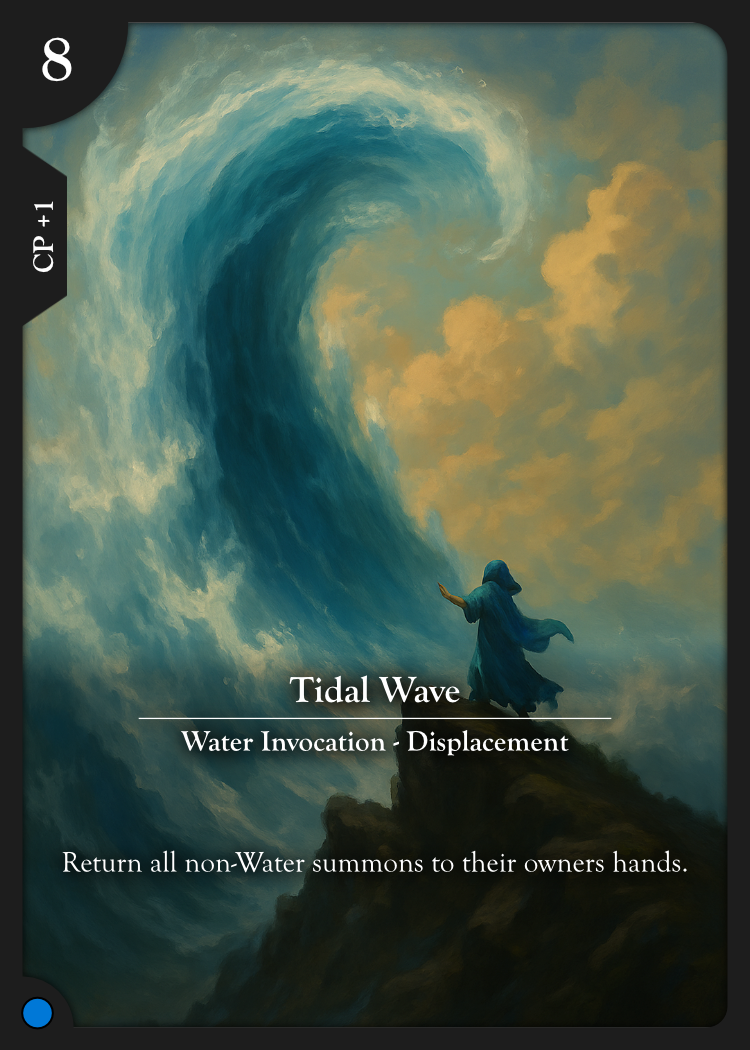 8
CP +1
Tidal Wave
Water Invocation - Displacement
Return all non-Water summons to their owners hands.